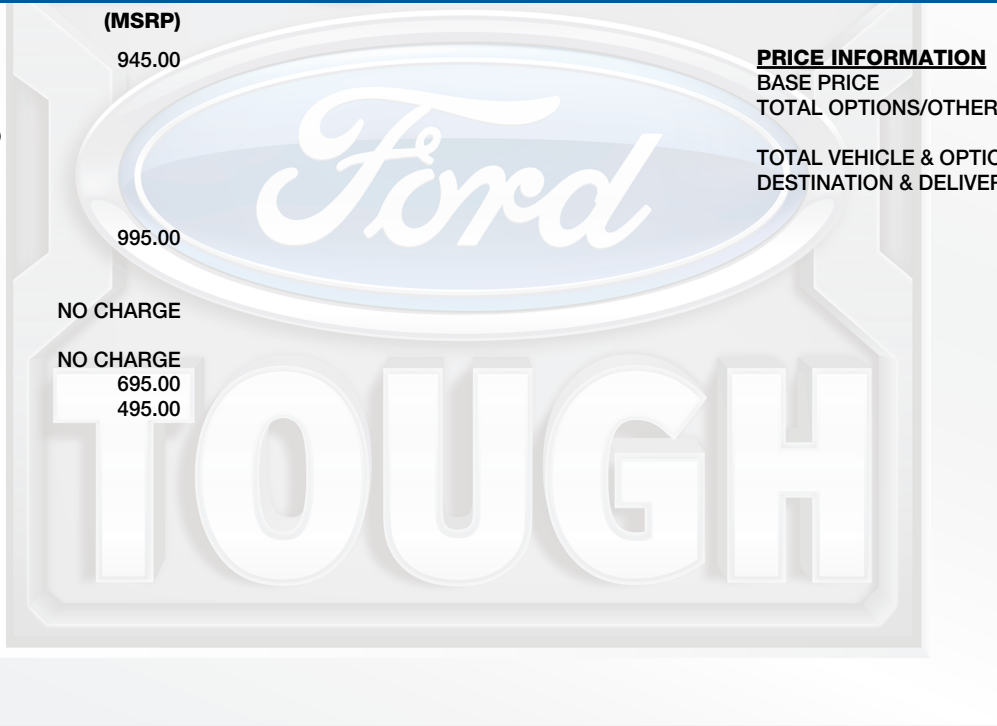 (MSRP)
945.00
995.00
NO CHARGE
NO CHARGE
695.00
495.00
PRICE INFORMATION
BASE PRICE
TOTAL OPTIONS/OTHER
TOTAL VEHICLE & OPTIO
DESTINATION & DELIVER
Ford
TOUGH